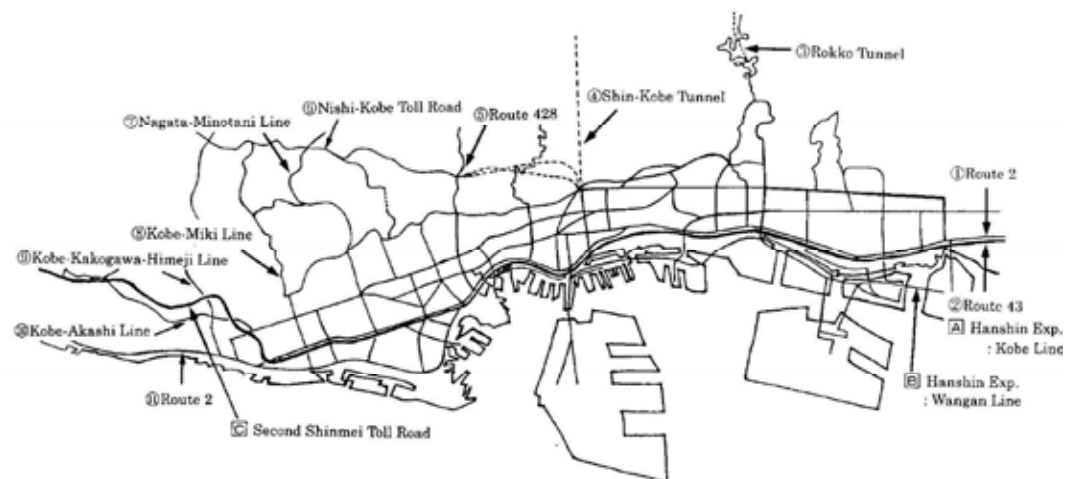 ③Rokko Tunnel
④Shin-Kobe Tunnel
⑥Nishi-Kobe Toll Road
⑤Route 428
⑦Nagata-Minotani Line
①Route 2
⑧Kobe-Miki Line
⑨Kobe-Kakogawa-Himeji Line
②Route 43
⑩Kobe-Akashi Line
A Hanshin Exp.
: Kobe Line
⑪Route 2
B Hanshin Exp.
: Wangan Line
C Second Shinmei Toll Road